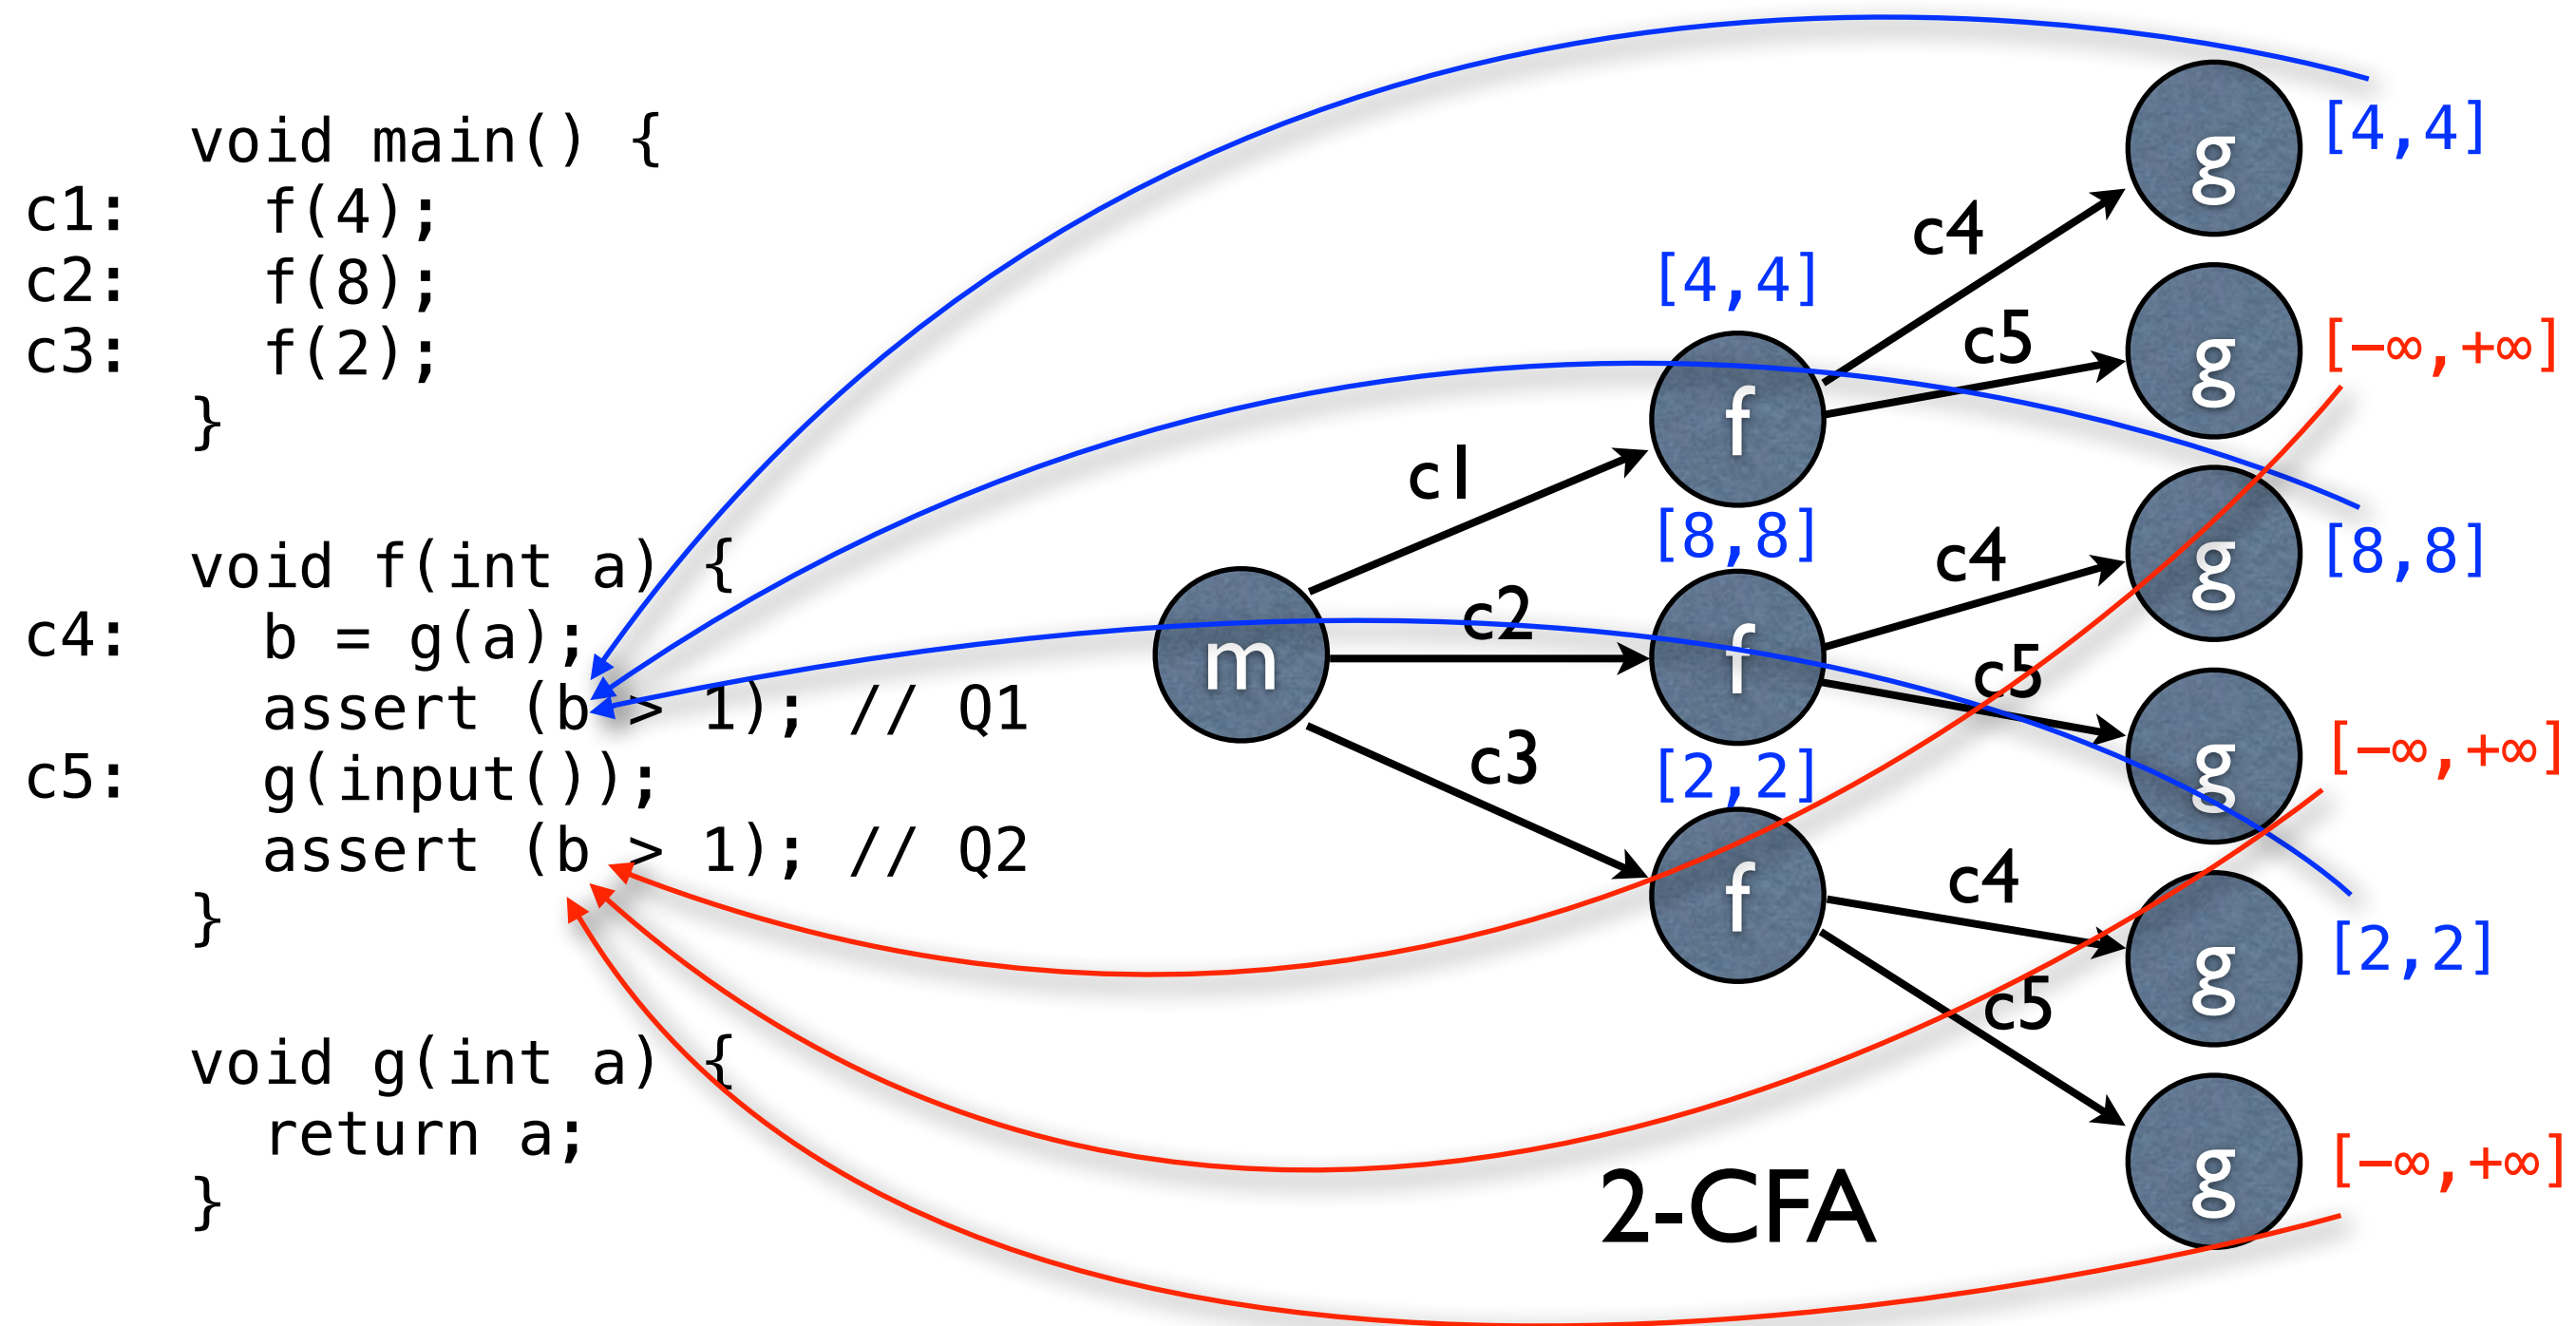 void main() {
c1: f(4);
c2: f(8);
c3: f(2);
}
void f(int a) {
c4: b = g(a);
assert (b > 1); // Q1
c5: g(input());
assert (b > 1); // Q2
}
void g(int a) {
return a;
}
m
c1
c2
c3
[4,4]
f
[8,8]
f
[2,2]
f
c4
c5
c4
c5
c4
c5
g [4,4]
g [−∞,+∞]
g [8,8]
g [−∞,+∞]
g [2,2]
g [−∞,+∞]
2-CFA